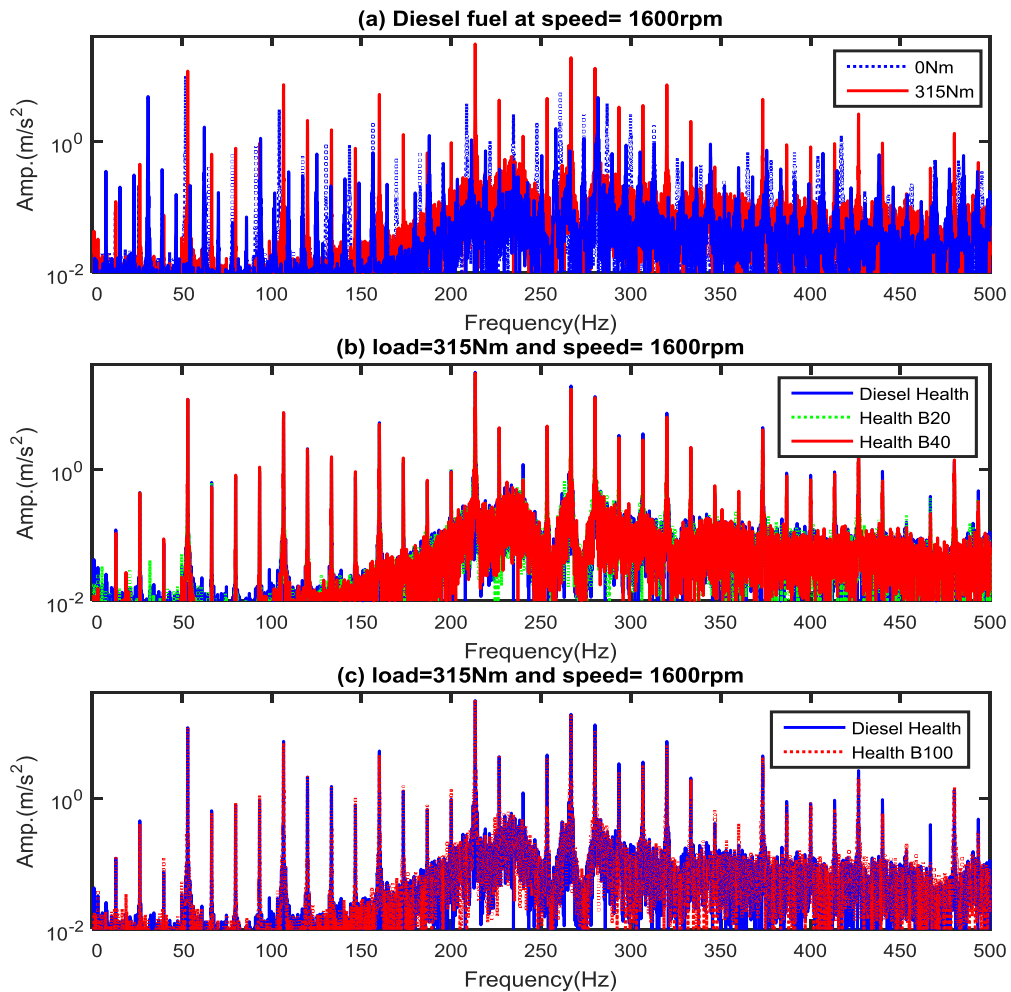 (a) Diesel fuel at speed= 1600rpm
Amp.(m/s²)
10⁰
10⁻²
0Nm
315Nm
0 50 100 150 200 250 300 350 400 450 500
Frequency(Hz)
(b) load=315Nm and speed= 1600rpm
Amp.(m/s²)
10⁰
10⁻²
Diesel Health
Health B20
Health B40
0 50 100 150 200 250 300 350 400 450 500
Frequency(Hz)
(c) load=315Nm and speed= 1600rpm
Amp.(m/s²)
10⁰
10⁻²
Diesel Health
Health B100
0 50 100 150 200 250 300 350 400 450 500
Frequency(Hz)